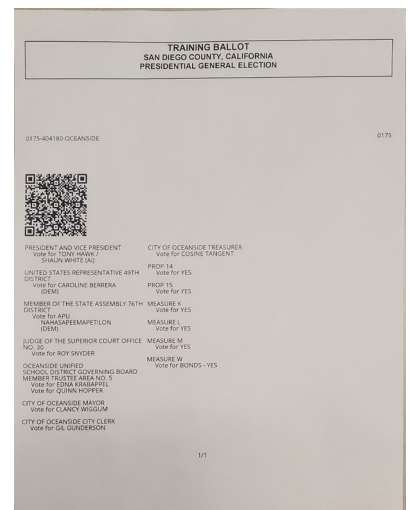 TRAINING BALLOT
SAN DIEGO COUNTY, CALIFORNIA
PRESIDENTIAL GENERAL ELECTION
0175-404180-OCEANSIDE
0175
PRESIDENT AND VICE PRESIDENT
Vote for TONY HAWK /
SHAUN WHITE (AI)
UNITED STATES REPRESENTATIVE 49TH
DISTRICT
Vote for CAROLINE BERRERA
(DEM)
MEMBER OF THE STATE ASSEMBLY 76TH
DISTRICT
Vote for APU
NAHASAPEEMAPETILON
(DEM)
JUDGE OF THE SUPERIOR COURT OFFICE
NO. 30
Vote for ROY SNYDER
OCEANSIDE UNIFIED
SCHOOL DISTRICT GOVERNING BOARD
MEMBER TRUSTEE AREA NO. 5
Vote for EDNA KRABAPPEL
Vote for QUINN HOPPER
CITY OF OCEANSIDE MAYOR
Vote for CLANCY WIGGUM
CITY OF OCEANSIDE CITY CLERK
Vote for GIL GUNDERSON
CITY OF OCEANSIDE TREASURER
Vote for COSINE TANGENT
PROP 14
Vote for YES
PROP 15
Vote for YES
MEASURE K
Vote for YES
MEASURE L
Vote for YES
MEASURE M
Vote for YES
MEASURE W
Vote for BONDS - YES
1/1